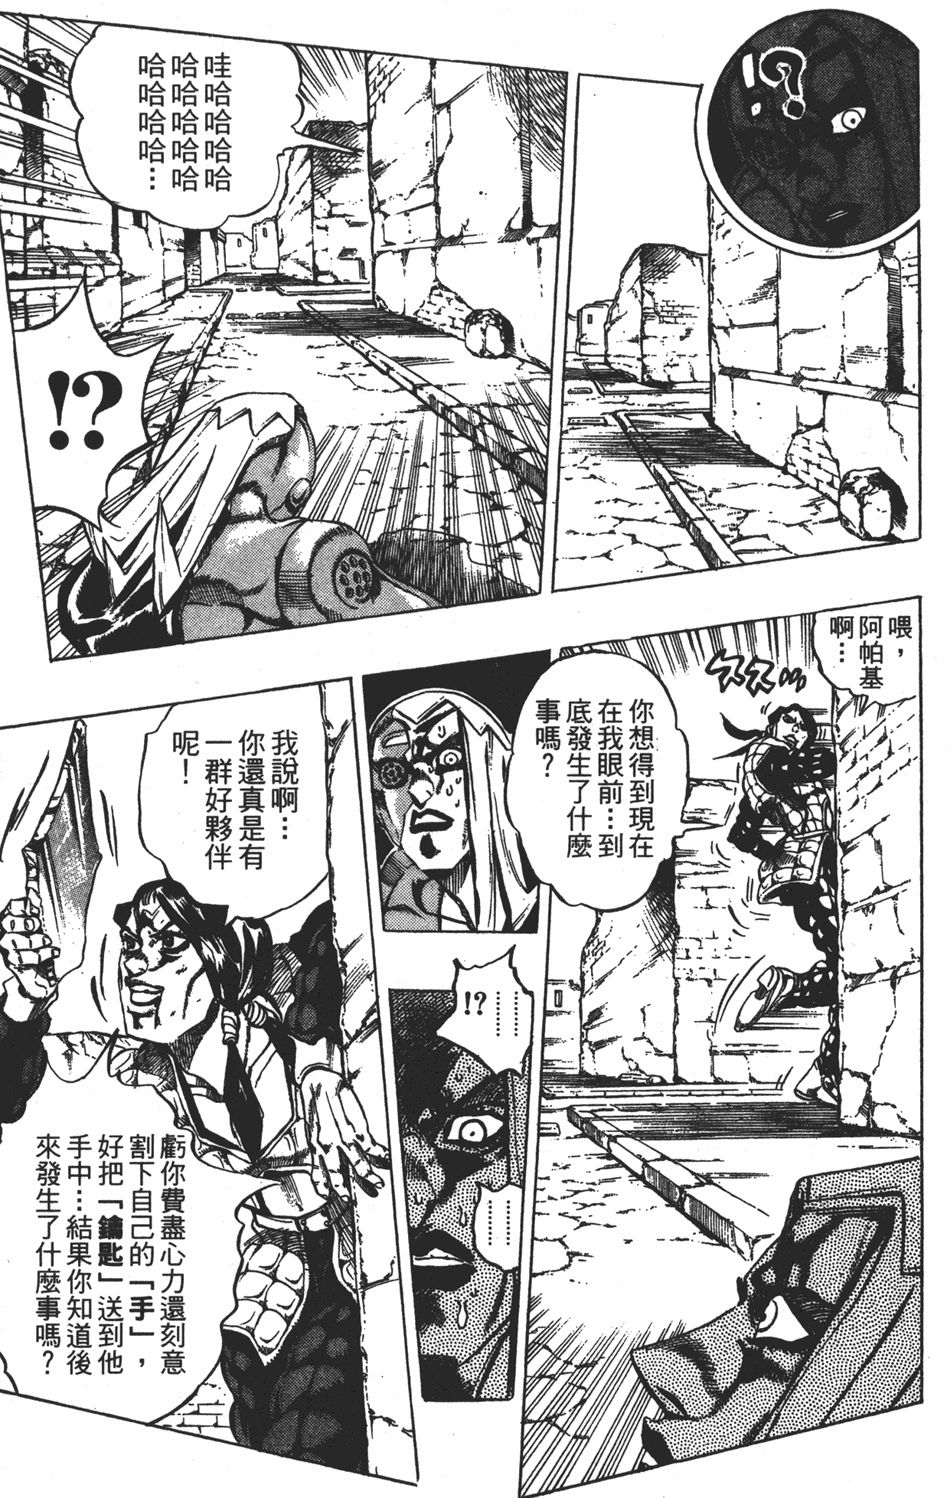 !?
哇哈哈哈哈
哈哈哈哈哈
哈哈哈哈…
!?
喂，
阿帕基
啊…
你想得到現在
在我眼前…到
底發生了什麼
事嗎？
!?
………
………
我說啊…
你還真是有
一群好夥伴
呢！
虧你費盡心力還刻意
割下自己的「手」，
好把「鑰匙」送到他
手中…結果你知道後
來發生了什麼事嗎？